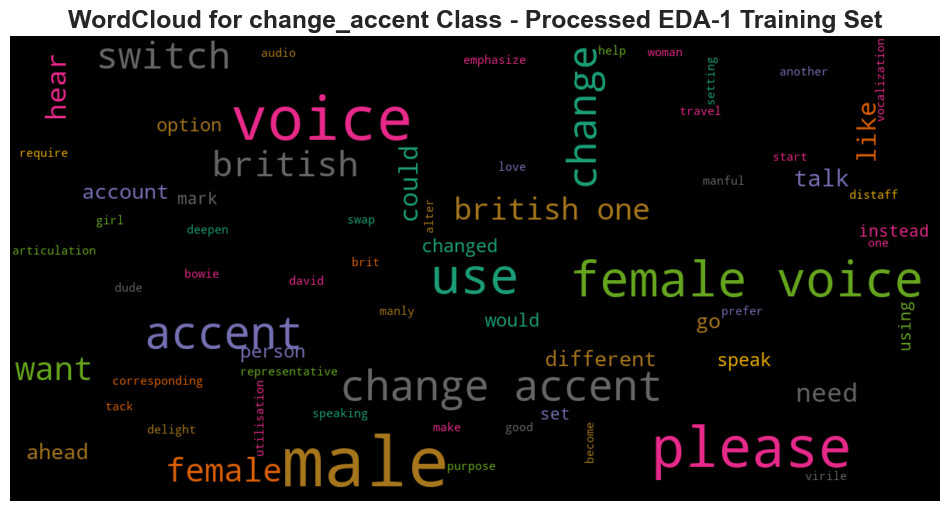 WordCloud for change_accent Class - Processed EDA-1 Training Set
switch
audio
emphasize
help
woman
hear
change
setting
another
vocalization
voice
option
travel
like
require
british
could
love
start
account
mark
manful
talk
distaff
girl
deepen
swap
alter
british one
instead
one
articulation
changed
bowie
david
brit
use
female voice
dude
manly
would
go
prefer
using
accent
person
different
speak
want
representative
corresponding
change accent
need
tack
utilisation
speaking
set
delight
make
good
become
please
ahead
female
male
purpose
virile